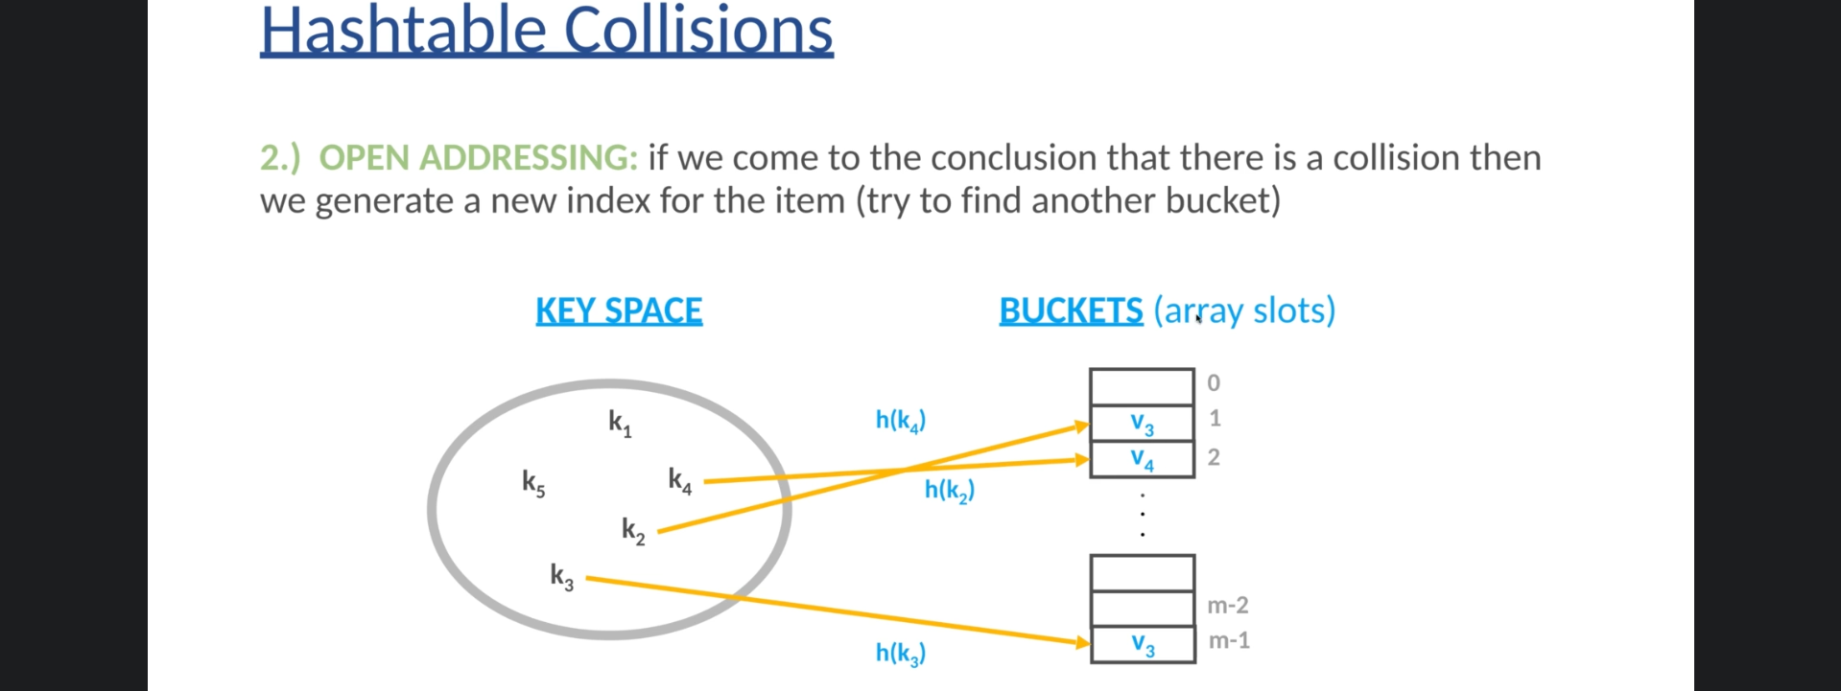 Hashtable Collisions
2.) OPEN ADDRESSING: if we come to the conclusion that there is a collision then
we generate a new index for the item (try to find another bucket)
KEY SPACE
BUCKETS (array slots)
k₁
k₅
k₄
k₂
k₃
h(k₄)
h(k₂)
h(k₃)
0
v₃ 1
v₄ 2
m-2
v₃ m-1